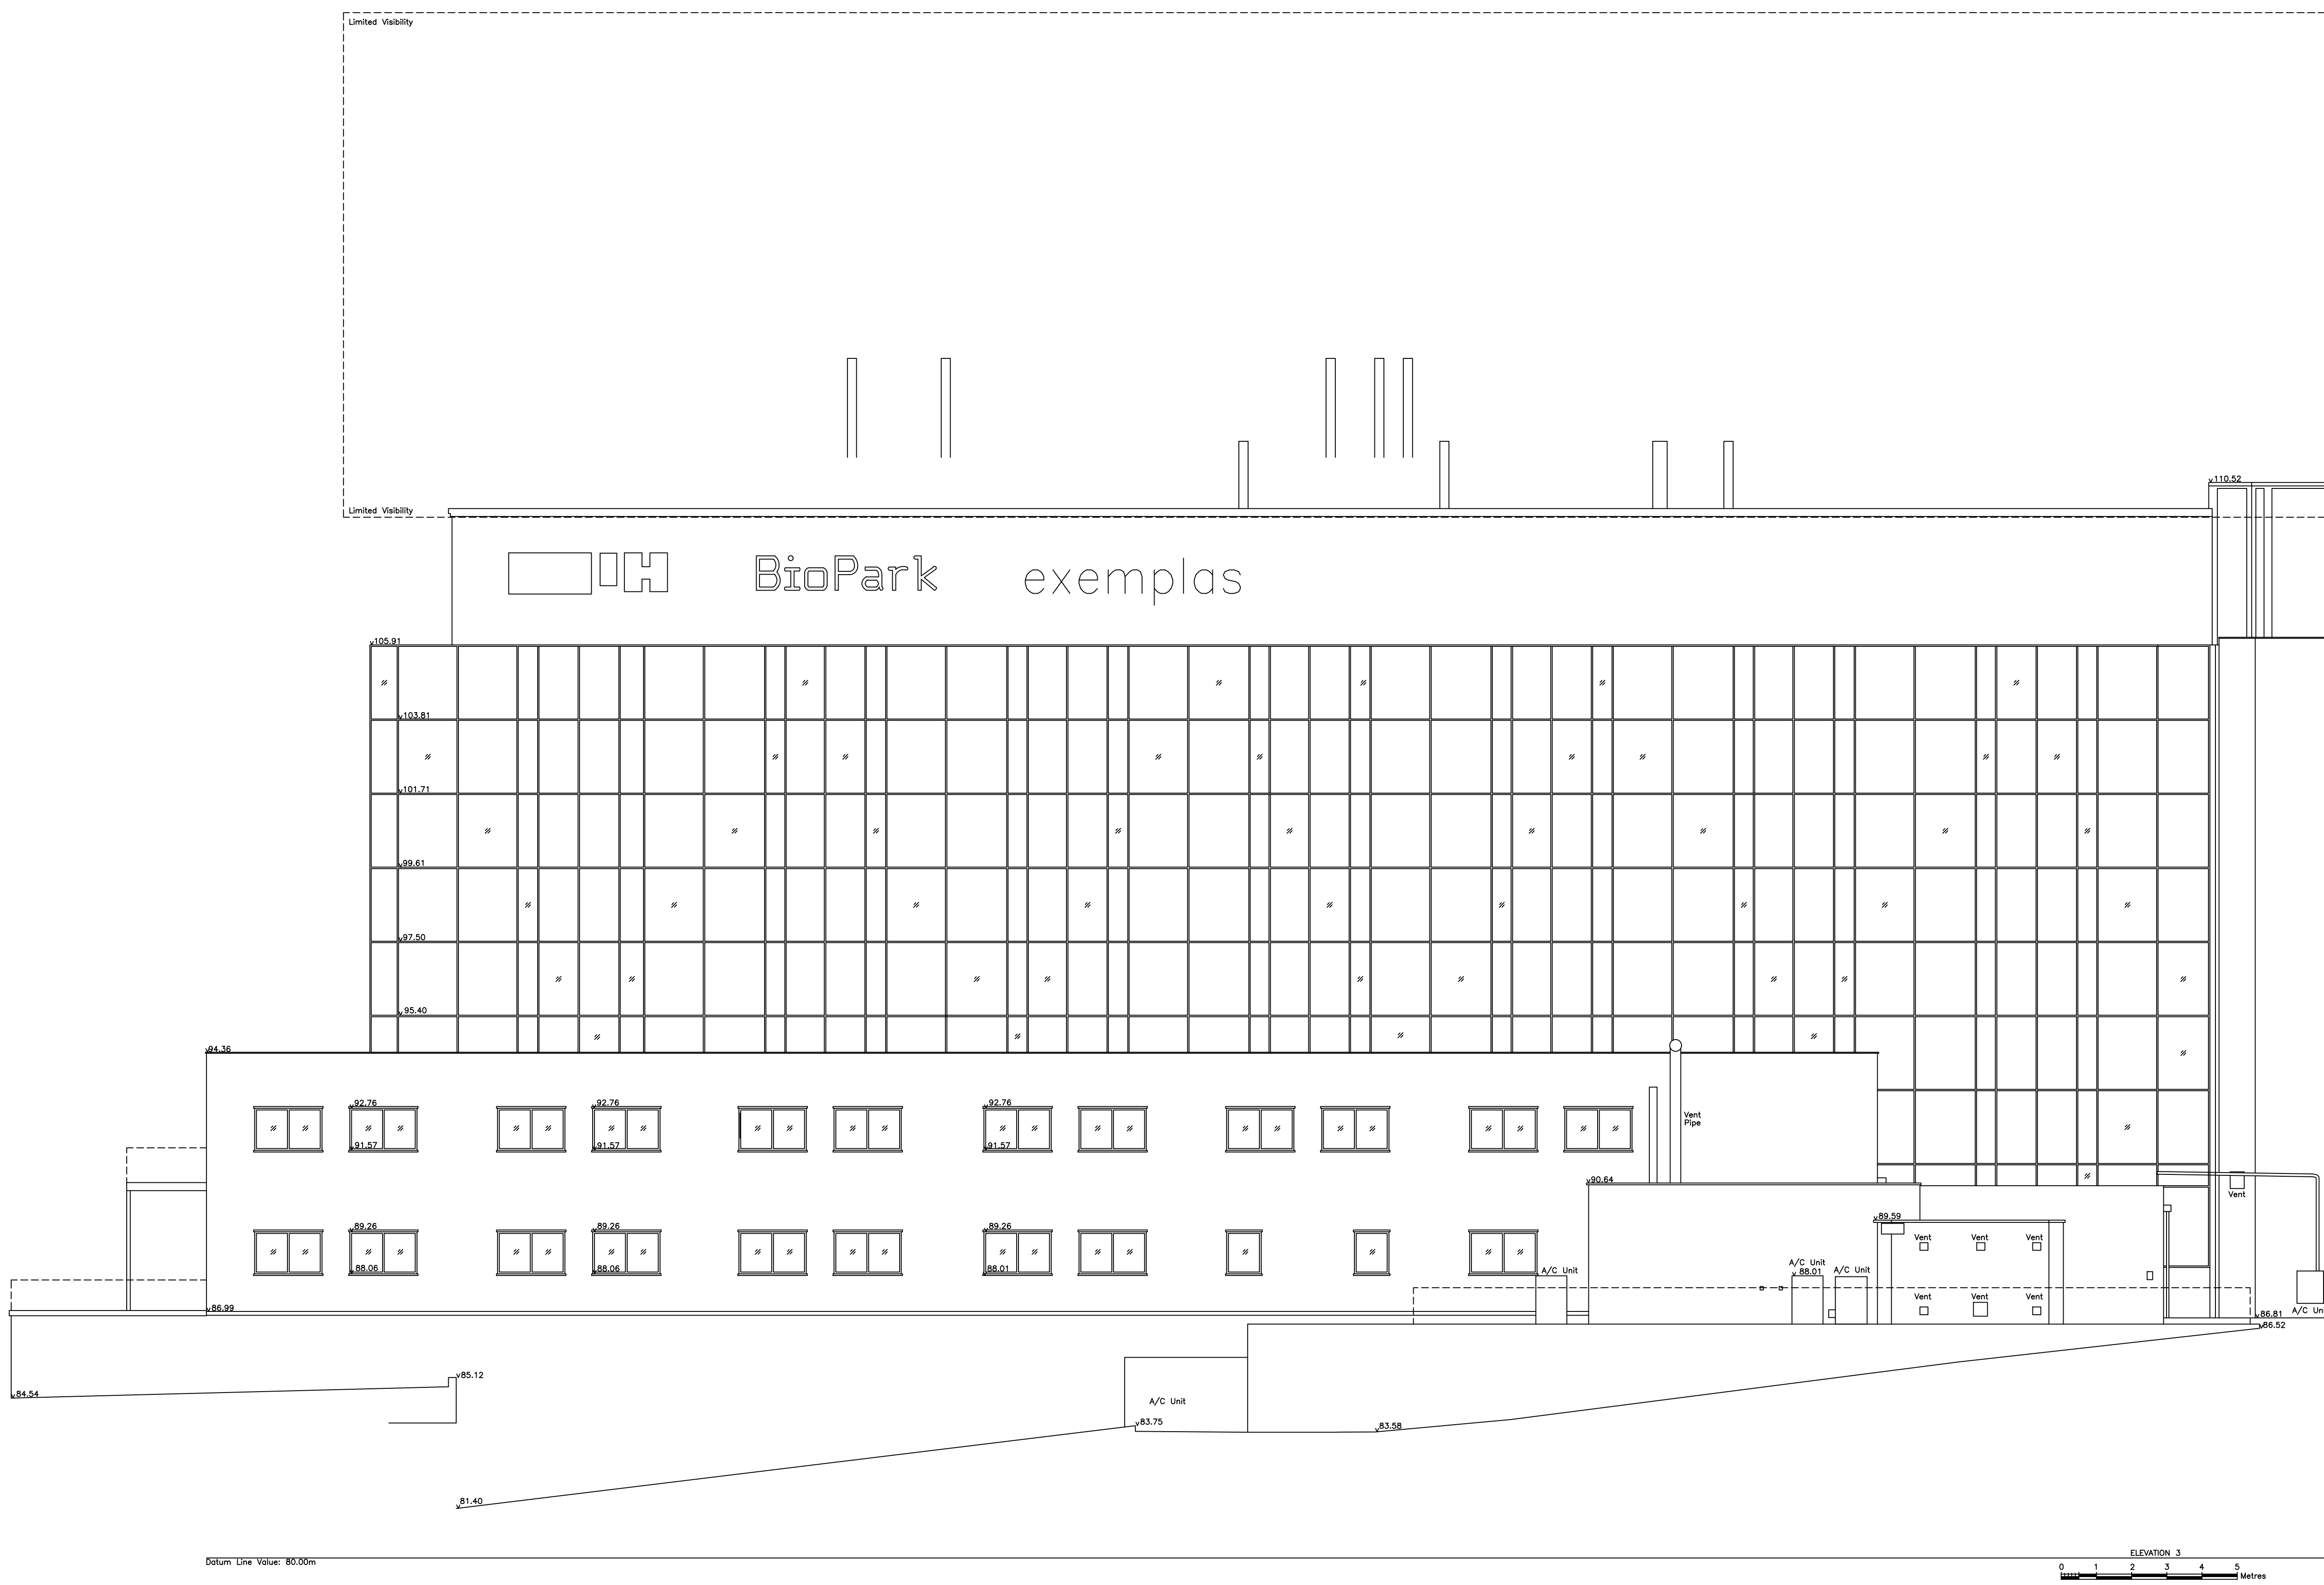 Limited Visibility
110.52
Limited Visibility
H
BioPark exemplas
105.91
103.81
101.71
99.61
97.50
95.40
94.36
92.76 92.76 92.76
Vent
Pipe
91.57 91.57 91.57
90.64
Vent
89.59
89.26 89.26 89.26
Vent Vent Vent
A/C Unit
88.06 88.06 88.01 A/C Unit 88.01 A/C Unit
Vent Vent Vent
86.99
A/C Un
86.81
86.52
85.12
84.54
A/C Unit
83.75
83.58
81.40
ELEVATION 3
Datum Line Value: 80.00m
0 1 2 3 4 5
Metres